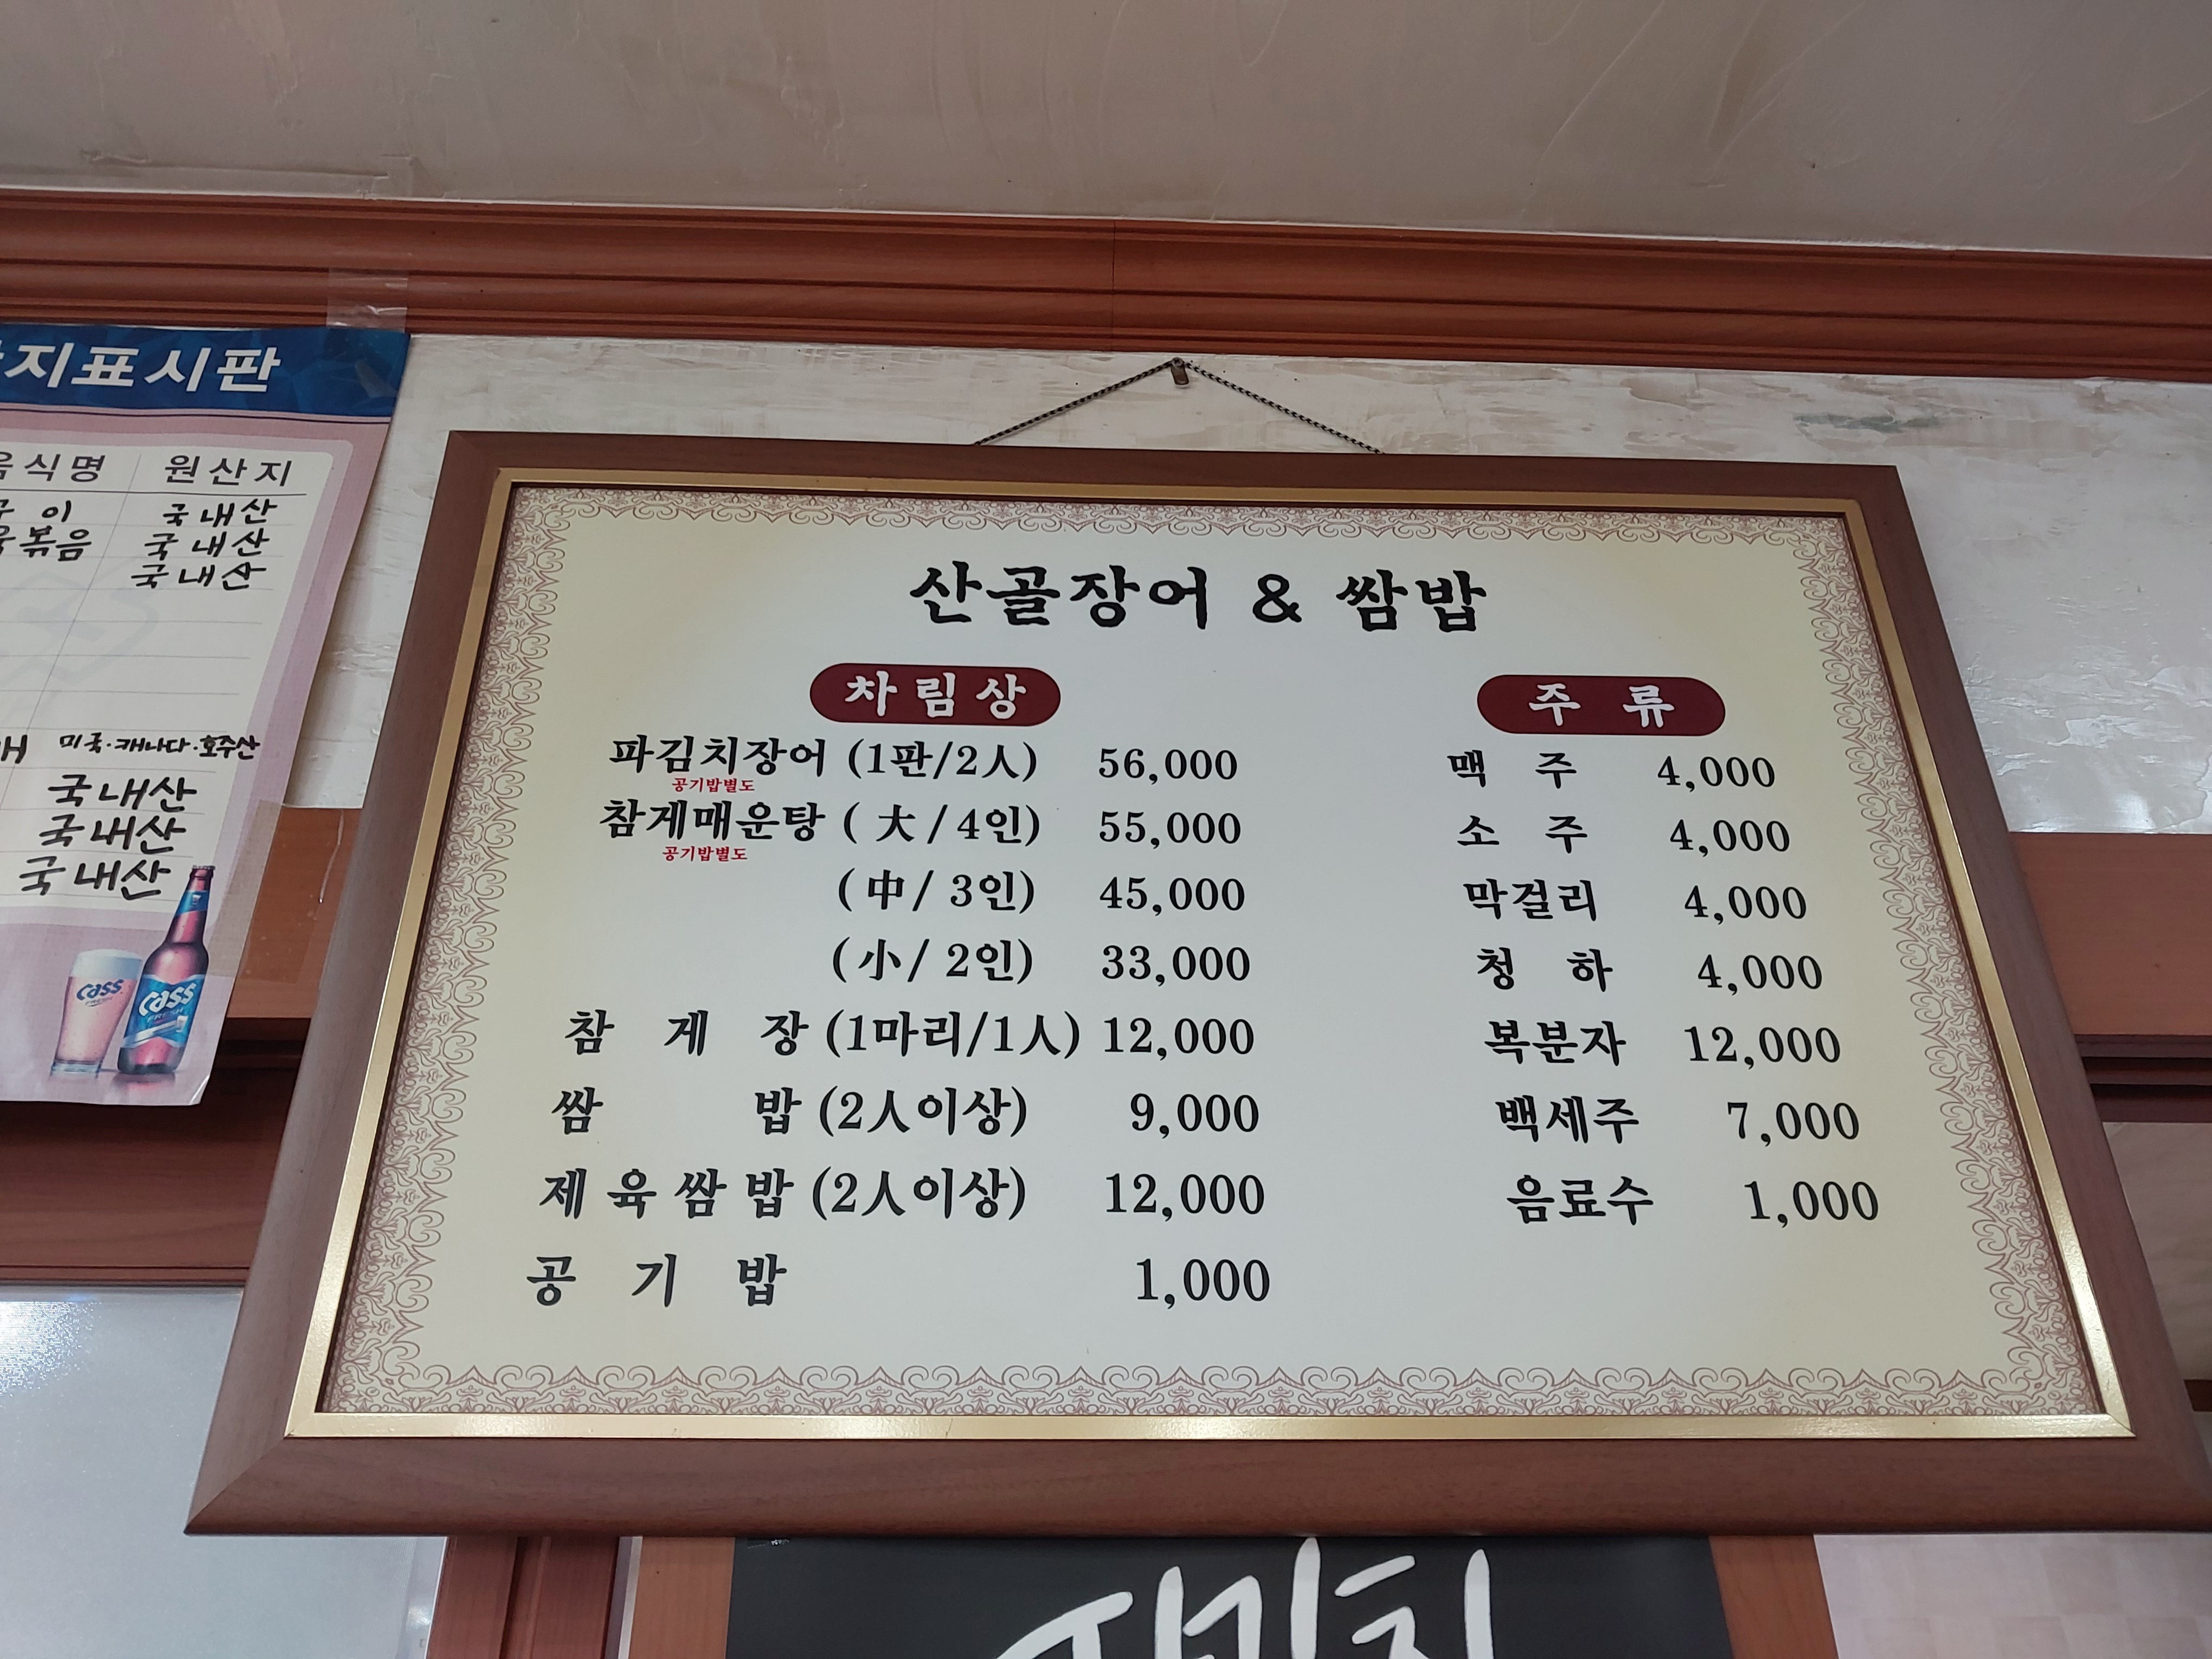 지표시판
식명 원산지
이 국내산
볶음 국내산
국내산
미국·캐나다·호주산
국내산
국내산
국내산
Cass
Cass
FRESH
산골장어 & 쌈밥
차림상
파김치장어 (1판/2人) 56,000
공기밥별도
참게매운탕 (大/4인) 55,000
공기밥별도
(中/ 3인) 45,000
(小/ 2인) 33,000
참 게 장 (1마리/1人) 12,000
쌈 밥 (2人이상) 9,000
제육쌈밥 (2人이상) 12,000
공 기 밥 1,000
주 류
맥 주 4,000
소 주 4,000
막걸리 4,000
청 하 4,000
복분자 12,000
백세주 7,000
음료수 1,000